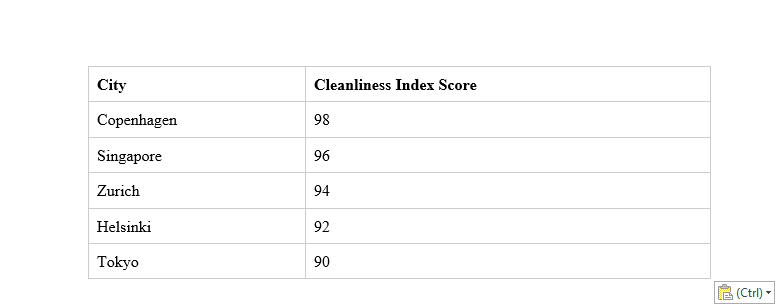 City Cleanliness Index Score
Copenhagen 98
Singapore 96
Zurich 94
Helsinki 92
Tokyo 90
(Ctrl)